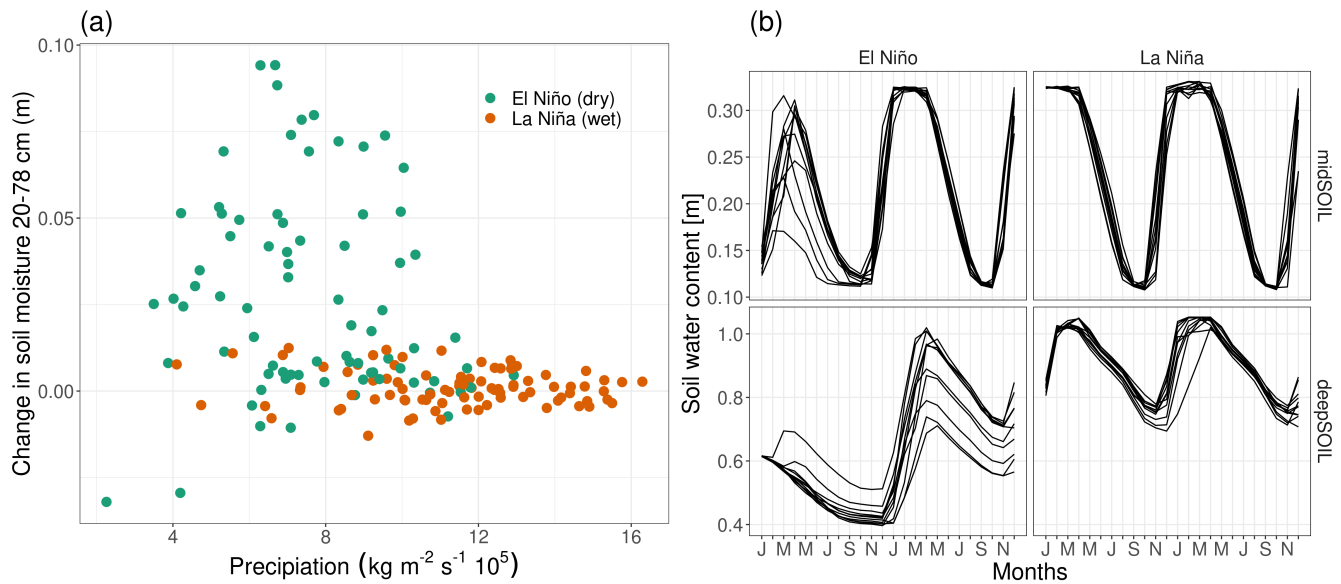 (a)
Change in soil moisture 20-78 cm (m)
0.10
0.05
0.00
El Niño (dry)
La Niña (wet)
4
8
12
16
Precipiation (kg m⁻² s⁻¹ 10⁵)
(b)
El Niño
La Niña
Soil water content [m]
0.30
0.25
0.20
0.15
0.10
midSOIL
1.0
0.8
0.6
0.4
deepSOIL
J M M J S N J M M J S N
J M M J S N J M M J S N
Months